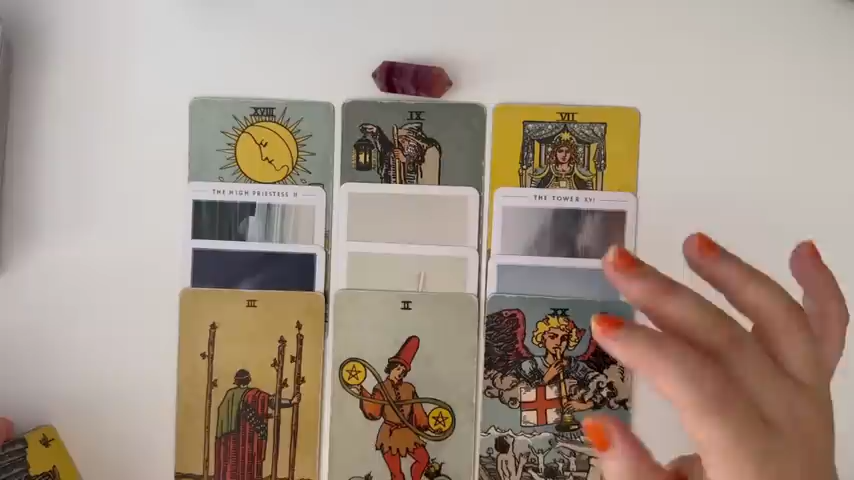 XVIII
IX
VII
THE HIGH PRIESTESS II
THE TOWER XVI
III
II
XX